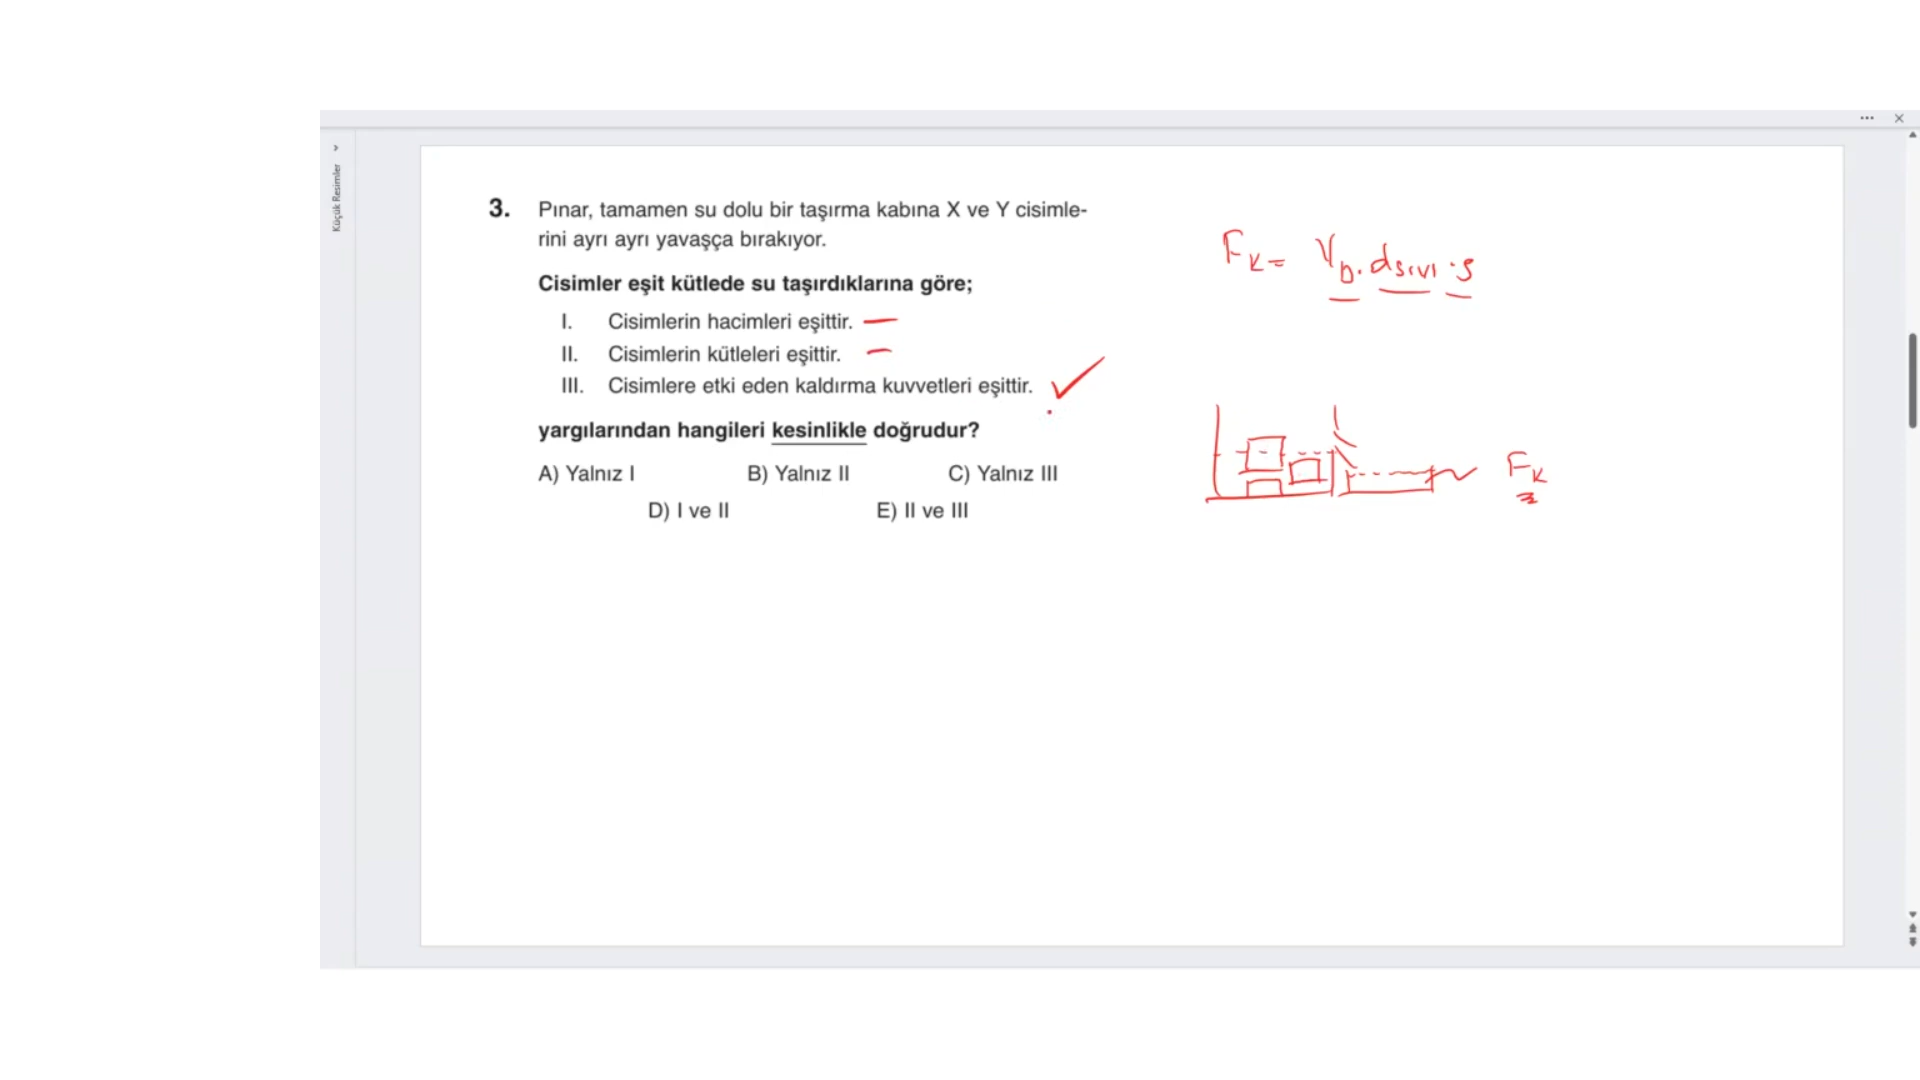 Küçük Resimler
3. Pınar, tamamen su dolu bir taşırma kabına X ve Y cisimle-
rini ayrı ayrı yavaşça bırakıyor.
Cisimler eşit kütlede su taşırdıklarına göre;
I. Cisimlerin hacimleri eşittir.
II. Cisimlerin kütleleri eşittir.
III. Cisimlere etki eden kaldırma kuvvetleri eşittir.
yargılarından hangileri kesinlikle doğrudur?
A) Yalnız I B) Yalnız II C) Yalnız III
D) I ve II E) II ve III
FK = Vb. dsıvı . g
FK